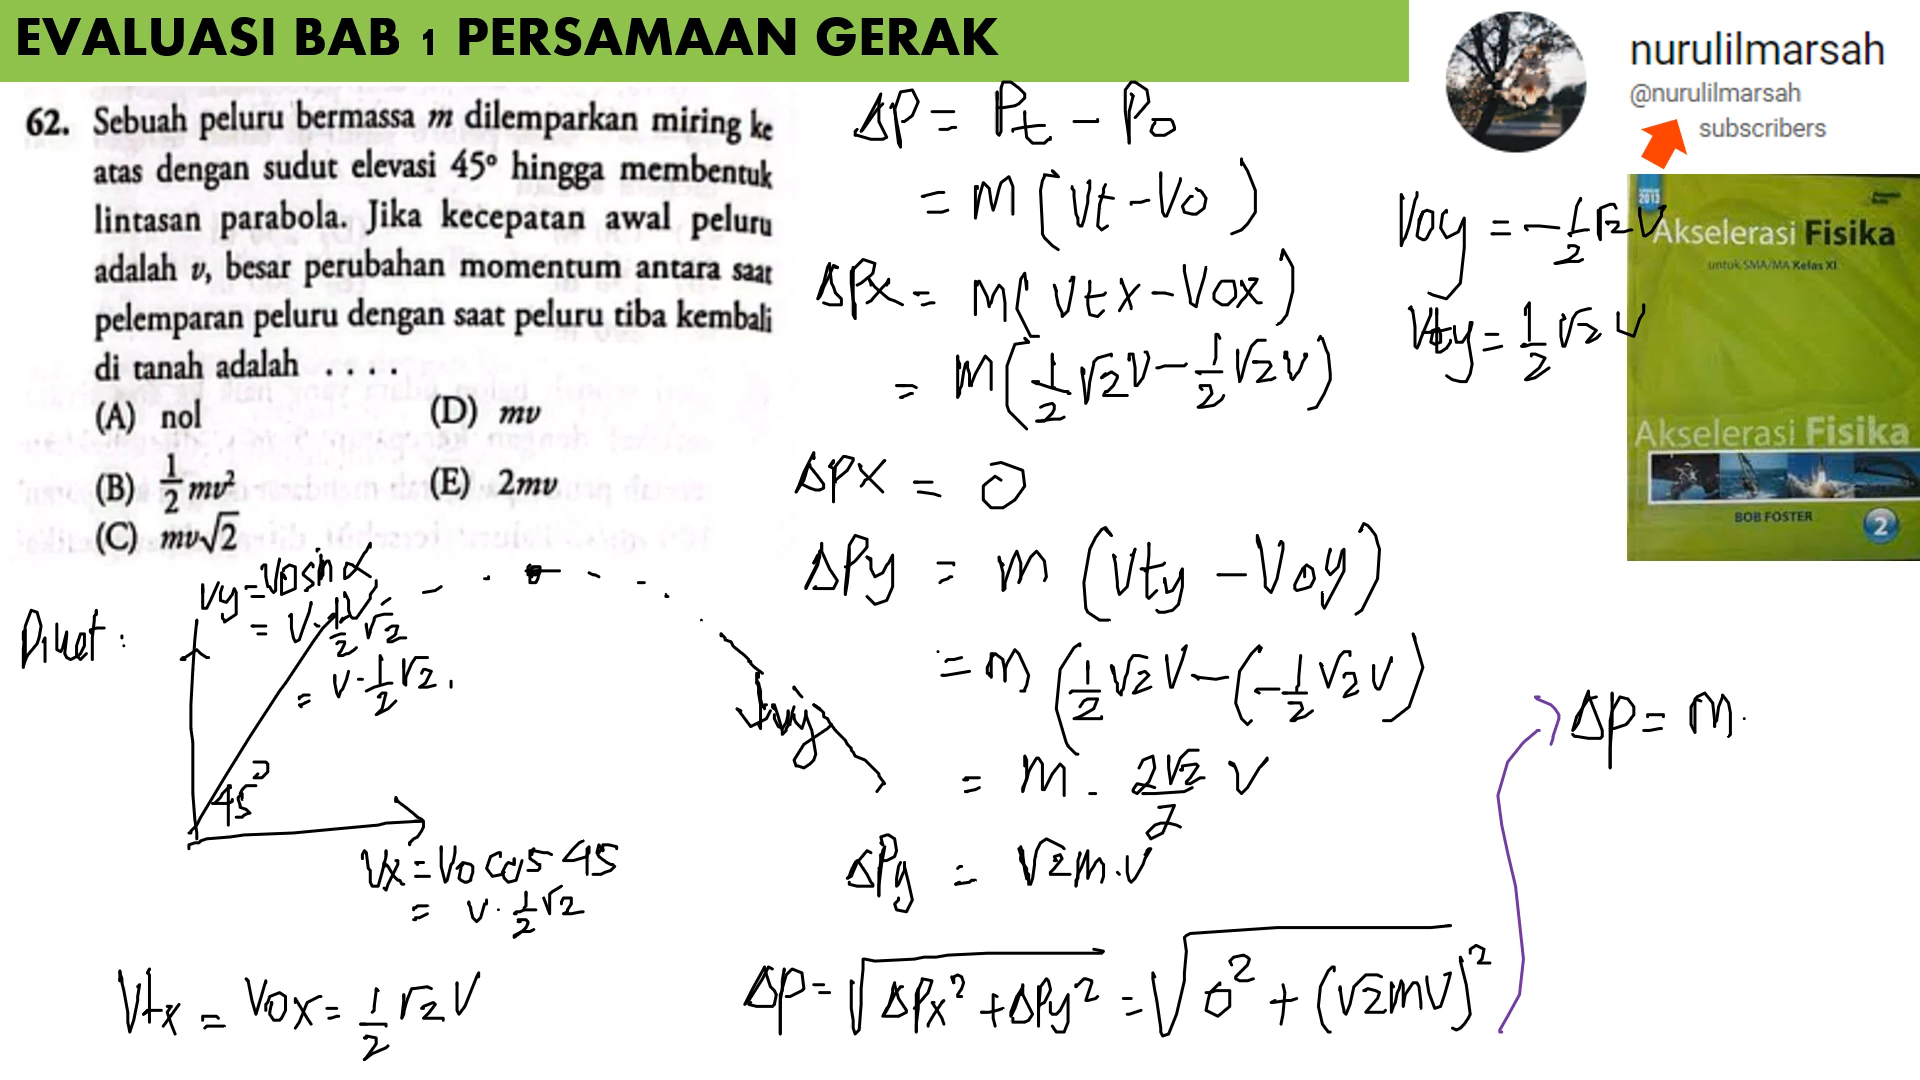 EVALUASI BAB 1 PERSAMAAN GERAK
nurulilmarsah
@nurulilmarsah
subscribers
62. Sebuah peluru bermassa m dilemparkan miring ke
atas dengan sudut elevasi 45° hingga membentuk
lintasan parabola. Jika kecepatan awal peluru
adalah v, besar perubahan momentum antara saat
pelemparan peluru dengan saat peluru tiba kembali
di tanah adalah ....
(A) nol
(B) 1/2 mv²
(C) mv√2
(D) mv
(E) 2mv
Diket :
Vy = Vo sin α
= V · 1/2 √2
= V · 1/2 √2 .
45°
Vx = Vo cos 45
= V · 1/2 √2
Vtx = Vox = 1/2 √2 V
ΔP = Pt - Po
= m (Vt - Vo)
ΔPx = m (Vtx - Vox)
= m (1/2 √2 V - 1/2 √2 V)
ΔPx = 0
ΔPy = m (Vty - Voy)
= m (1/2 √2 V - (-1/2 √2 V)
= m · 2√2/2 V
ΔPy = √2 m · V
ΔP = √ΔPx² + ΔPy² = √0² + (√2 mV)²
ΔP = m ·
Voy = -1/2 √2 V
Vty = 1/2 √2 V
2013
Akselerasi Fisika
untuk SMA/MA Kelas XI
Akselerasi Fisika
BOB FOSTER
2